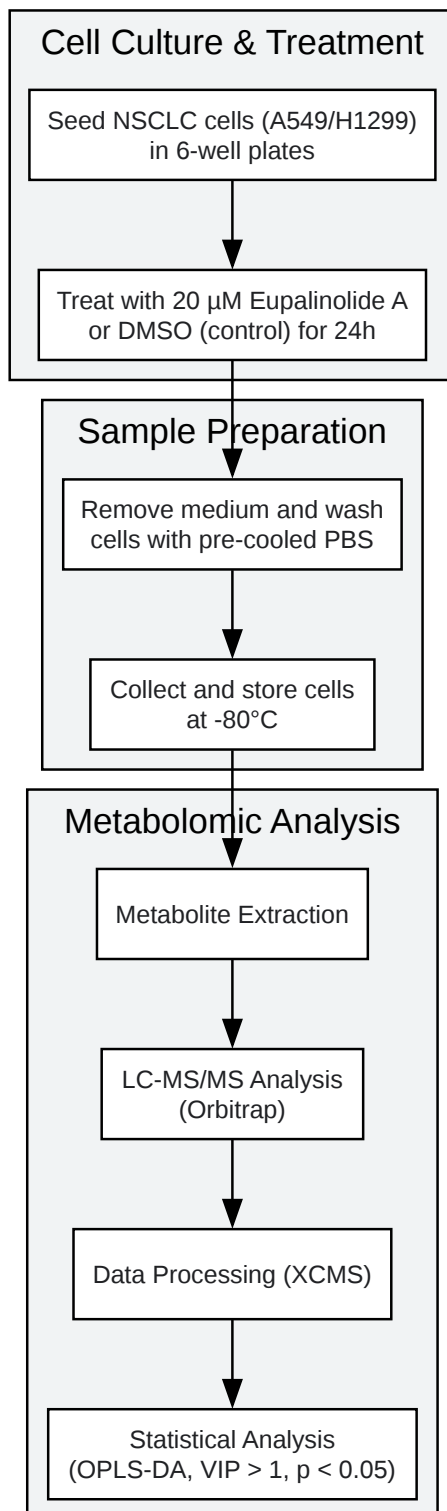 Cell Culture & Treatment
Seed NSCLC cells (A549/H1299)
in 6-well plates
Treat with 20 µM Eupalinolide A
or DMSO (control) for 24h
Sample Preparation
Remove medium and wash
cells with pre-cooled PBS
Collect and store cells
at -80°C
Metabolomic Analysis
Metabolite Extraction
LC-MS/MS Analysis
(Orbitrap)
Data Processing (XCMS)
Statistical Analysis
(OPLS-DA, VIP > 1, p < 0.05)